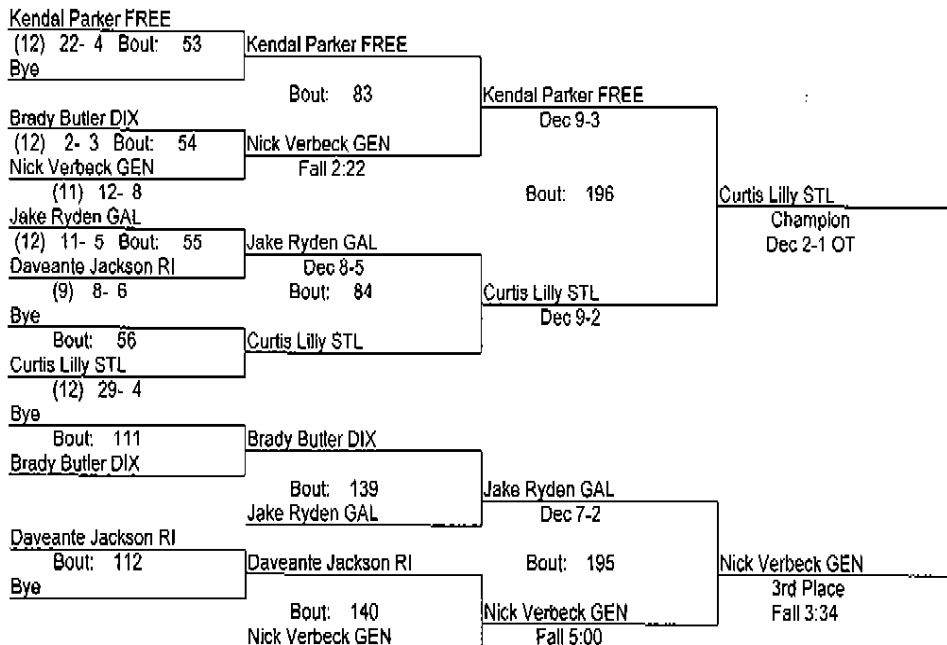 Kendal Parker FREE
(12) 22- 4 Bout: 53
Bye
Kendal Parker FREE
Bout: 83
Kendal Parker FREE
Dec 9-3
Brady Butler DIX
(12) 2- 3 Bout: 54
Nick Verbeck GEN
(11) 12- 8
Nick Verbeck GEN
Fall 2:22
Bout: 196
Curtis Lilly STL
Champion
Dec 2-1 OT
Jake Ryden GAL
(12) 11- 5 Bout: 55
Daveante Jackson RI
(9) 8- 6
Jake Ryden GAL
Dec 8-5
Bout: 84
Curtis Lilly STL
Dec 9-2
Bye
Bout: 56
Curtis Lilly STL
(12) 29- 4
Curtis Lilly STL
Bye
Bout: 111
Brady Butler DIX
Brady Butler DIX
Bout: 139
Jake Ryden GAL
Jake Ryden GAL
Dec 7-2
Bout: 195
Nick Verbeck GEN
3rd Place
Fall 3:34
Daveante Jackson RI
Bout: 112
Bye
Daveante Jackson RI
Bout: 140
Nick Verbeck GEN
Nick Verbeck GEN
Fall 5:00